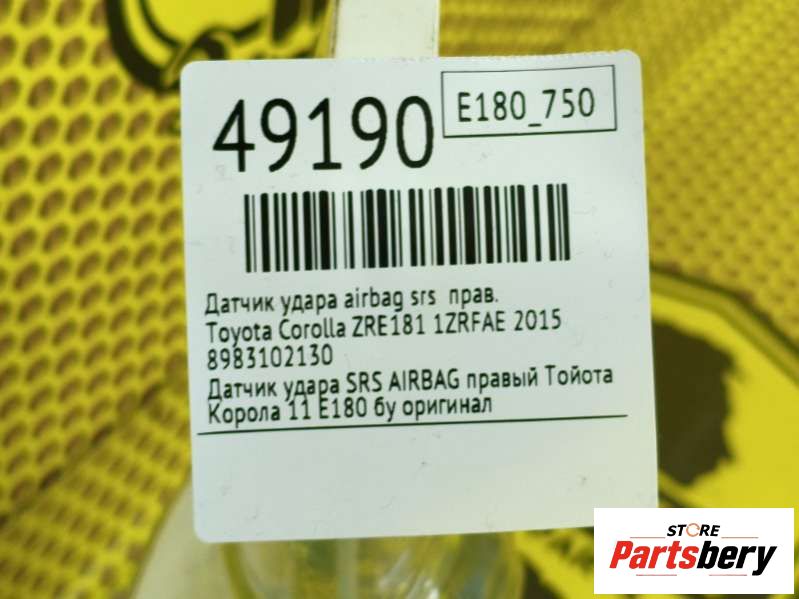 49190
E180_750
Датчик удара airbag srs прав.
Toyota Corolla ZRE181 1ZRFAE 2015
8983102130
Датчик удара SRS AIRBAG правый Тойота
Корола 11 Е180 бу оригинал
STORE
Partsbery